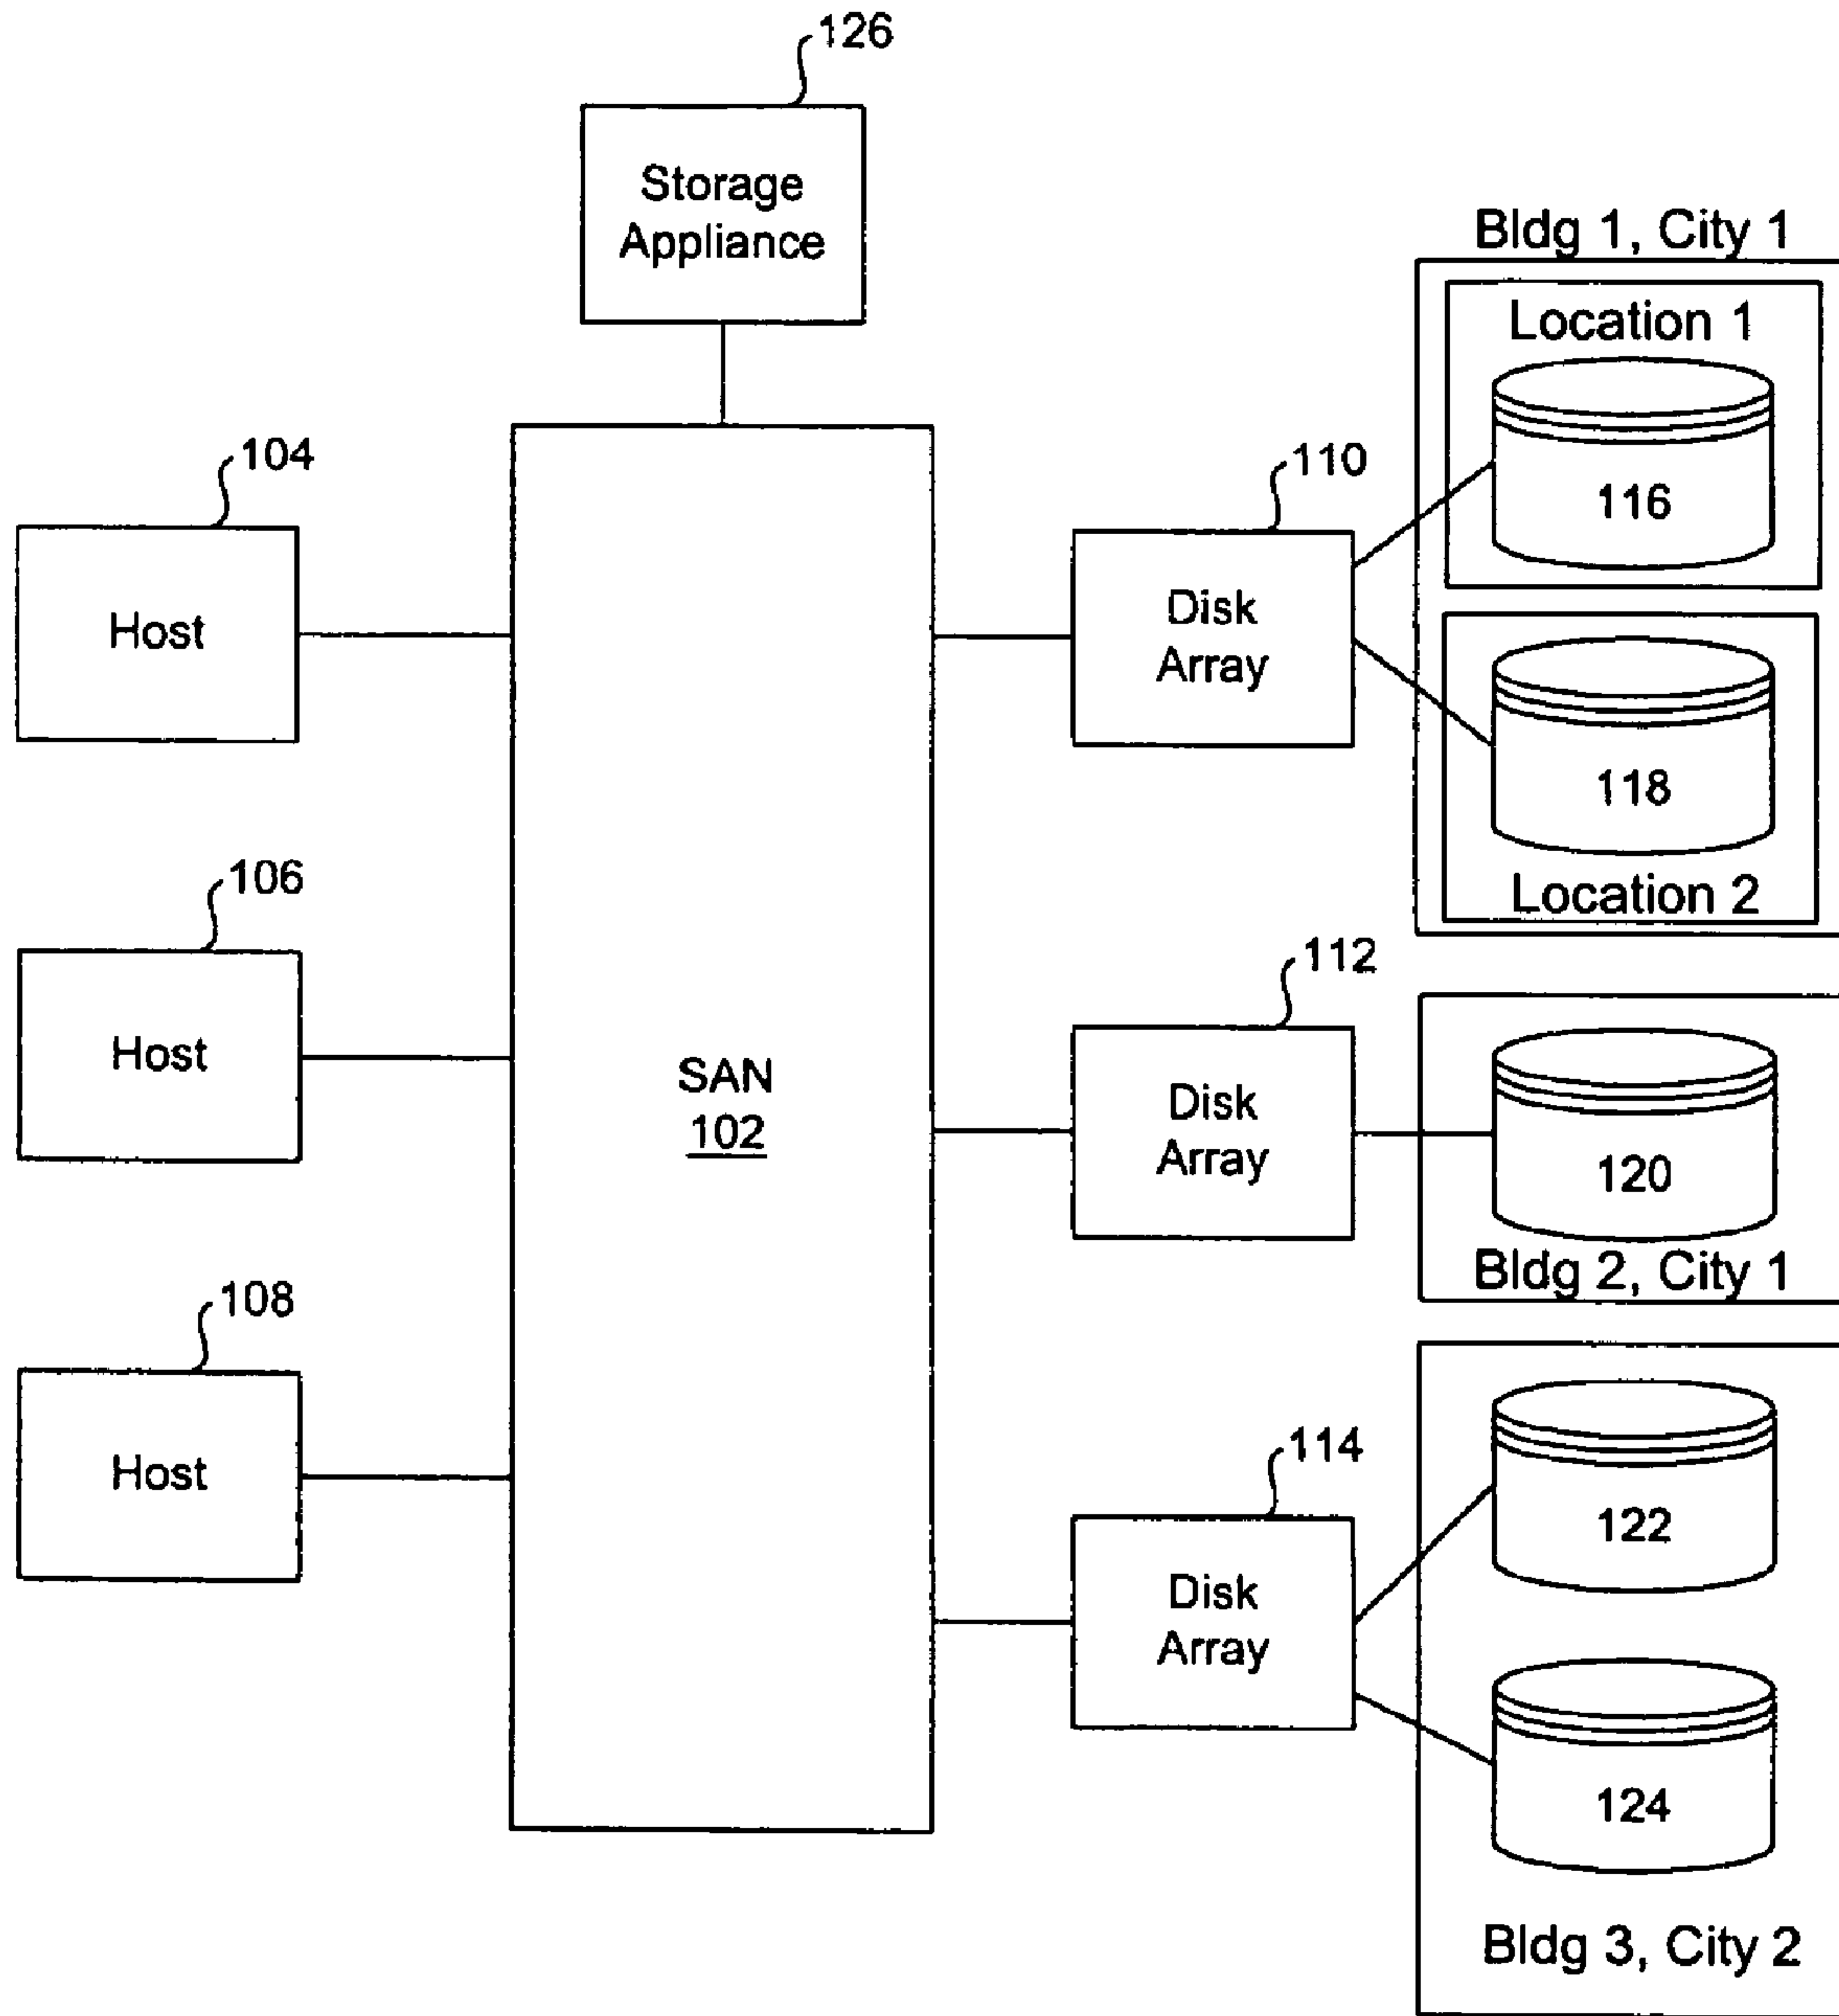 126
Storage
Appliance
Bldg 1, City 1
Location 1
116
104
Host
110
Disk
Array
118
Location 2
106
Host
SAN
102
112
Disk
Array
120
Bldg 2, City 1
108
Host
114
Disk
Array
122
124
Bldg 3, City 2